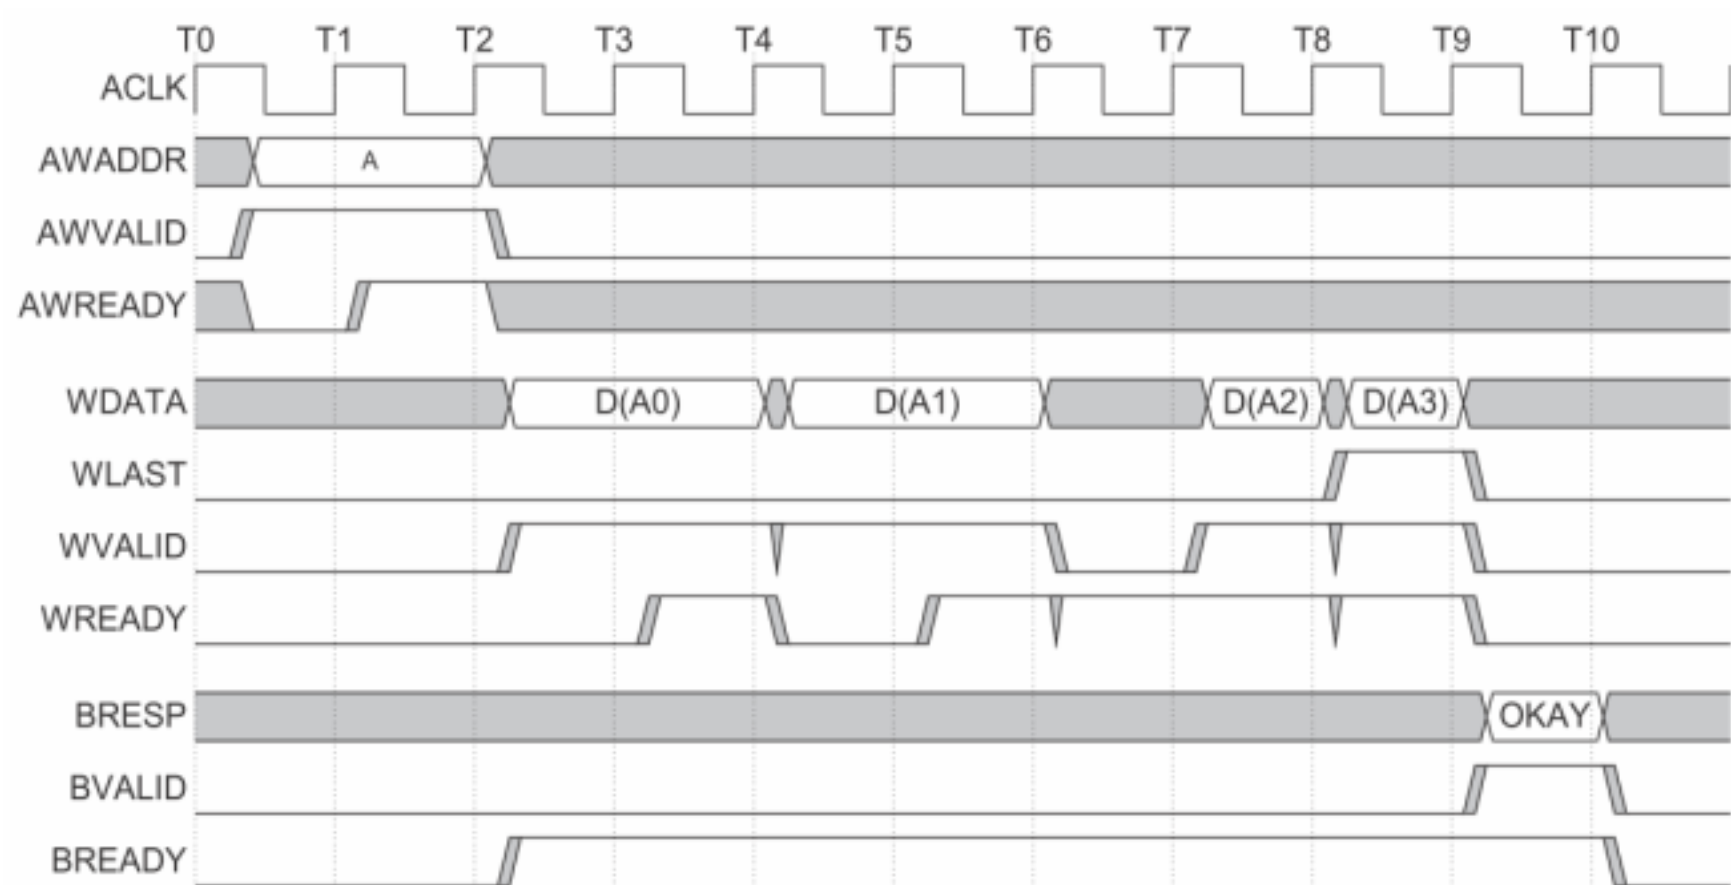 T0 T1 T2 T3 T4 T5 T6 T7 T8 T9 T10
ACLK
AWADDR A
AWVALID
AWREADY
WDATA D(A0) D(A1) D(A2) D(A3)
WLAST
WVALID
WREADY
BRESP OKAY
BVALID
BREADY